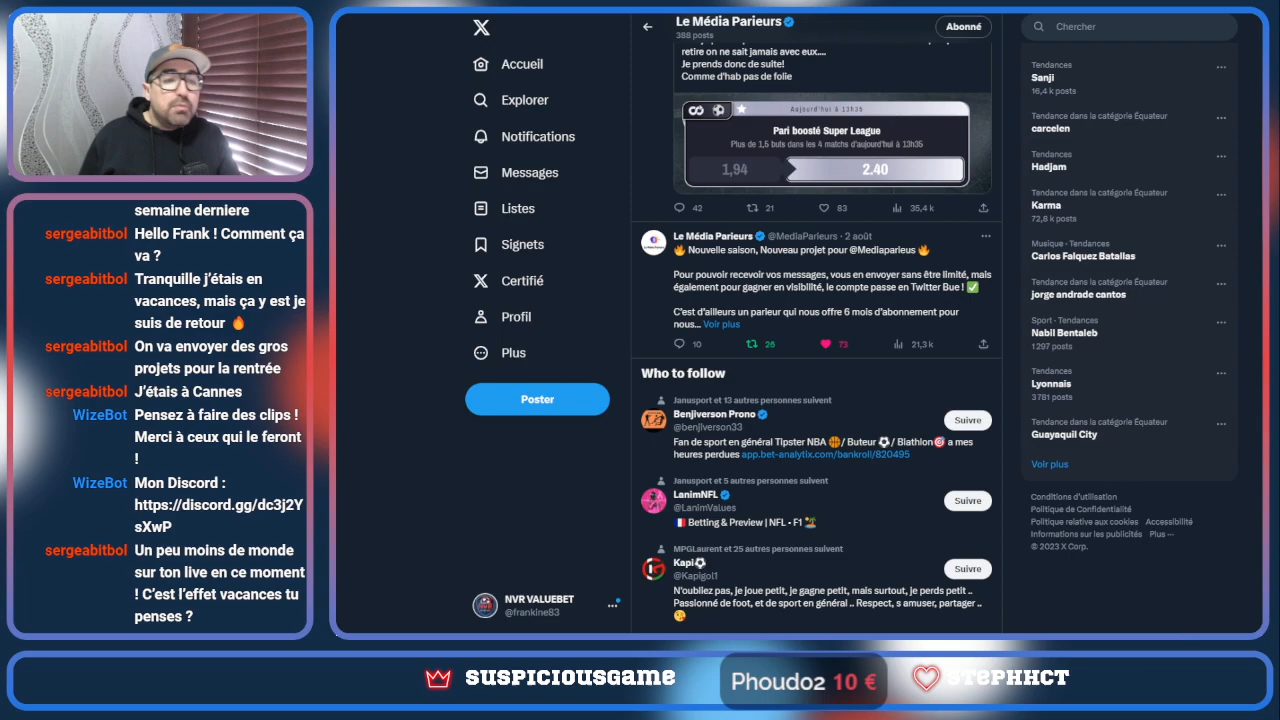 semaine derniere
sergeabitbol Hello Frank ! Comment ça
va ?
sergeabitbol Tranquille j’étais en
vacances, mais ça y est je
suis de retour 🔥
sergeabitbol On va envoyer des gros
projets pour la rentrée
sergeabitbol J’étais à Cannes
WizeBot Pensez à faire des clips !
Merci à ceux qui le feront
!
WizeBot Mon Discord :
https://discord.gg/dc3j2Y
sXwP
sergeabitbol Un peu moins de monde
sur ton live en ce moment
! C’est l’effet vacances tu
penses ?
X
Accueil
Explorer
Notifications
Messages
Listes
Signets
Certifié
Profil
Plus
Poster
NVR VALUEBET
@frankine83
Le Média Parieurs
388 posts
Abonné
retire on ne sait jamais avec eux....
Je prends donc de suite!
Comme d'hab pas de folie
Aujourd'hui à 13h35
Pari boosté Super League
Plus de 1,5 buts dans les 4 matchs d'aujourd'hui à 13h35
1,94 2.40
42 21 83 35,4 k
Le Média Parieurs @MediaParieurs · 2 août
🔥 Nouvelle saison, Nouveau projet pour @Mediaparieus 🔥
Pour pouvoir recevoir vos messages, vous en envoyer sans être limité, mais
également pour gagner en visibilité, le compte passe en Twitter Bue ! ✅
C’est d’ailleurs un parieur qui nous offre 6 mois d’abonnement pour
nous... Voir plus
10 26 73 21,3 k
Who to follow
Janusport et 13 autres personnes suivent
Benjiverson Prono
@benjiverson33
Suivre
Fan de sport en général Tipster NBA 🏀/ Buteur ⚽/ Biathlon🎯 a mes
heures perdues app.bet-analytix.com/bankroll/820495
Janusport et 5 autres personnes suivent
LanimNFL
@LanimValues
Suivre
🇫🇷 Betting & Preview | NFL • F1 🏝️
MPGLaurent et 25 autres personnes suivent
Kapi⚽
@Kapigol1
Suivre
N'oubliez pas, je joue petit, je gagne petit, mais surtout, je perds petit ..
Passionné de foot, et de sport en général .. Respect, s amuser, partager ..
😘
Chercher
Tendances
Sanji
16,4 k posts
Tendance dans la catégorie Équateur
carcelen
Tendances
Hadjam
Tendance dans la catégorie Équateur
Karma
72,8 k posts
Musique · Tendances
Carlos Falquez Batallas
Tendance dans la catégorie Équateur
jorge andrade cantos
Sport · Tendances
Nabil Bentaleb
1 297 posts
Tendances
Lyonnais
3 781 posts
Tendance dans la catégorie Équateur
Guayaquil City
Voir plus
Conditions d’utilisation
Politique de Confidentialité
Politique relative aux cookies Accessibilité
Informations sur les publicités Plus ···
© 2023 X Corp.
suspiciousgame
Phoudo2 10 €
stephhct